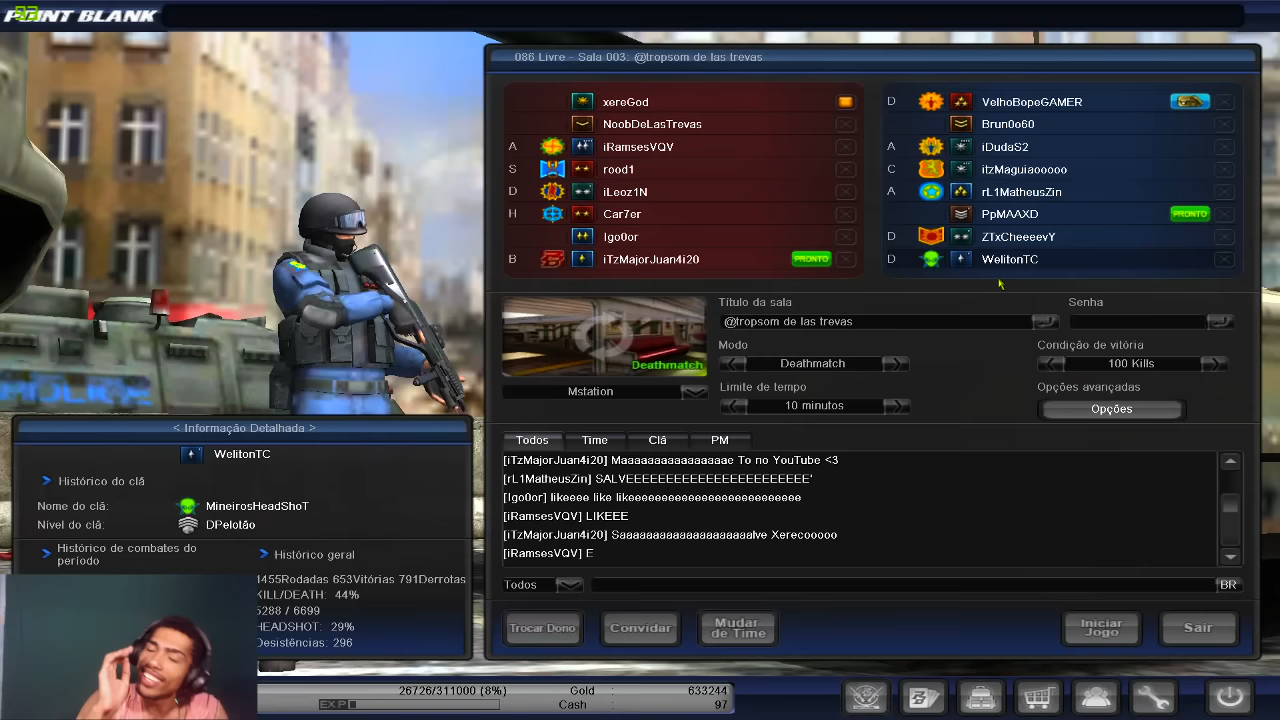 93
POINT BLANK
086 Livre - Sala 003: @tropsom de las trevas
xereGod
NoobDeLasTrevas
A iRamsesVQV
S rood1
D iLeoz1N
H Car7er
Igo0or
B iTzMajorJuan4i20 PRONTO
D VelhoBopeGAMER
Brun0o60
A iDudaS2
C itzMaguiaooooo
A rL1MatheusZin
PpMAAXD PRONTO
D ZTxCheeeevY
D WelitonTC
Deathmatch
Mstation
Título da sala
@tropsom de las trevas
Senha
Modo
Deathmatch
Condição de vitória
100 Kills
Limite de tempo
10 minutos
Opções avançadas
Opções
< Informação Detalhada >
WelitonTC
Histórico do clã
Nome do clã: MineirosHeadShoT
Nível do clã: DPelotão
Histórico de combates do período
Histórico geral
1455Rodadas 653Vitórias 791Derrotas
KILL/DEATH: 44%
5288 / 6699
HEADSHOT: 29%
Desistências: 296
Todos Time Clã PM
[iTzMajorJuan4i20] Maaaaaaaaaaaaaaaae To no YouTube <3
[rL1MatheusZin] SALVEEEEEEEEEEEEEEEEEEEEEEE'
[Igo0or] likeeee like likeeeeeeeeeeeeeeeeeeeeeeeeee
[iRamsesVQV] LIKEEE
[iTzMajorJuan4i20] Saaaaaaaaaaaaaaaaaaaalve Xerecooooo
[iRamsesVQV] E
Todos BR
Trocar Dono
Convidar
Mudar de Time
Iniciar Jogo
Sair
26726/311000 (8%)
EXP
Gold : 633244
Cash : 97